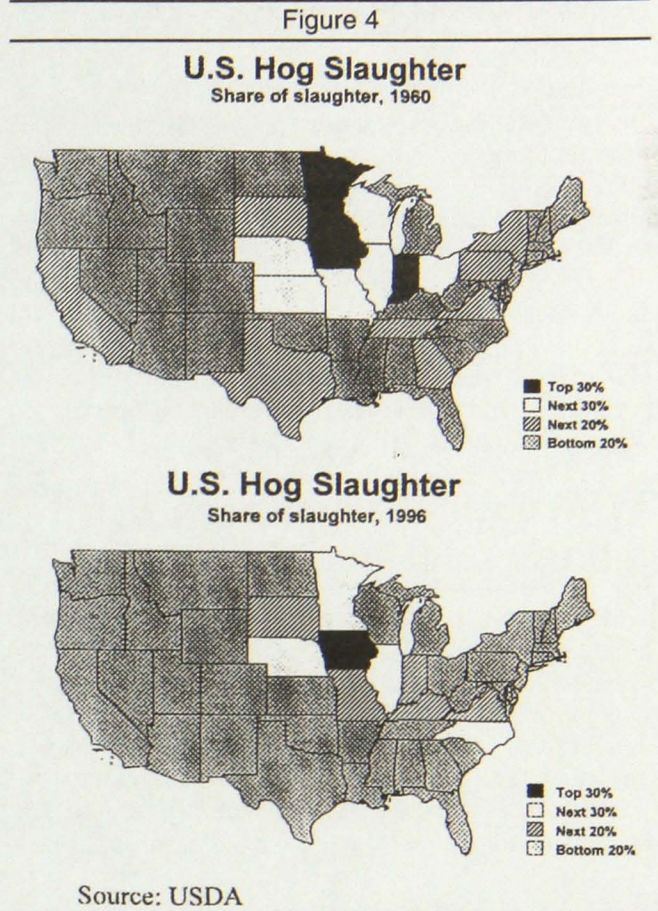 Figure 4
U.S. Hog Slaughter
Share of slaughter, 1960
Top 30%
Next 30%
Next 20%
Bottom 20%
U.S. Hog Slaughter
Share of slaughter, 1996
Top 30%
Next 30%
Next 20%
Bottom 20%
Source: USDA